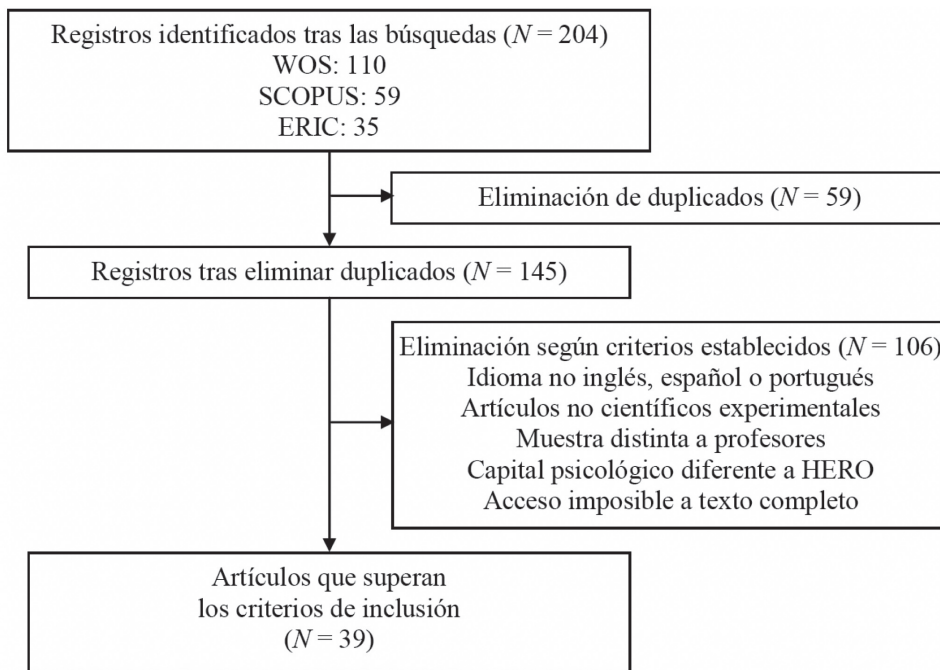 Registros identificados tras las búsquedas (N = 204)
WOS: 110
SCOPUS: 59
ERIC: 35
Eliminación de duplicados (N = 59)
Registros tras eliminar duplicados (N = 145)
Eliminación según criterios establecidos (N = 106)
Idioma no inglés, español o portugués
Artículos no científicos experimentales
Muestra distinta a profesores
Capital psicológico diferente a HERO
Acceso imposible a texto completo
Artículos que superan
los criterios de inclusión
(N = 39)